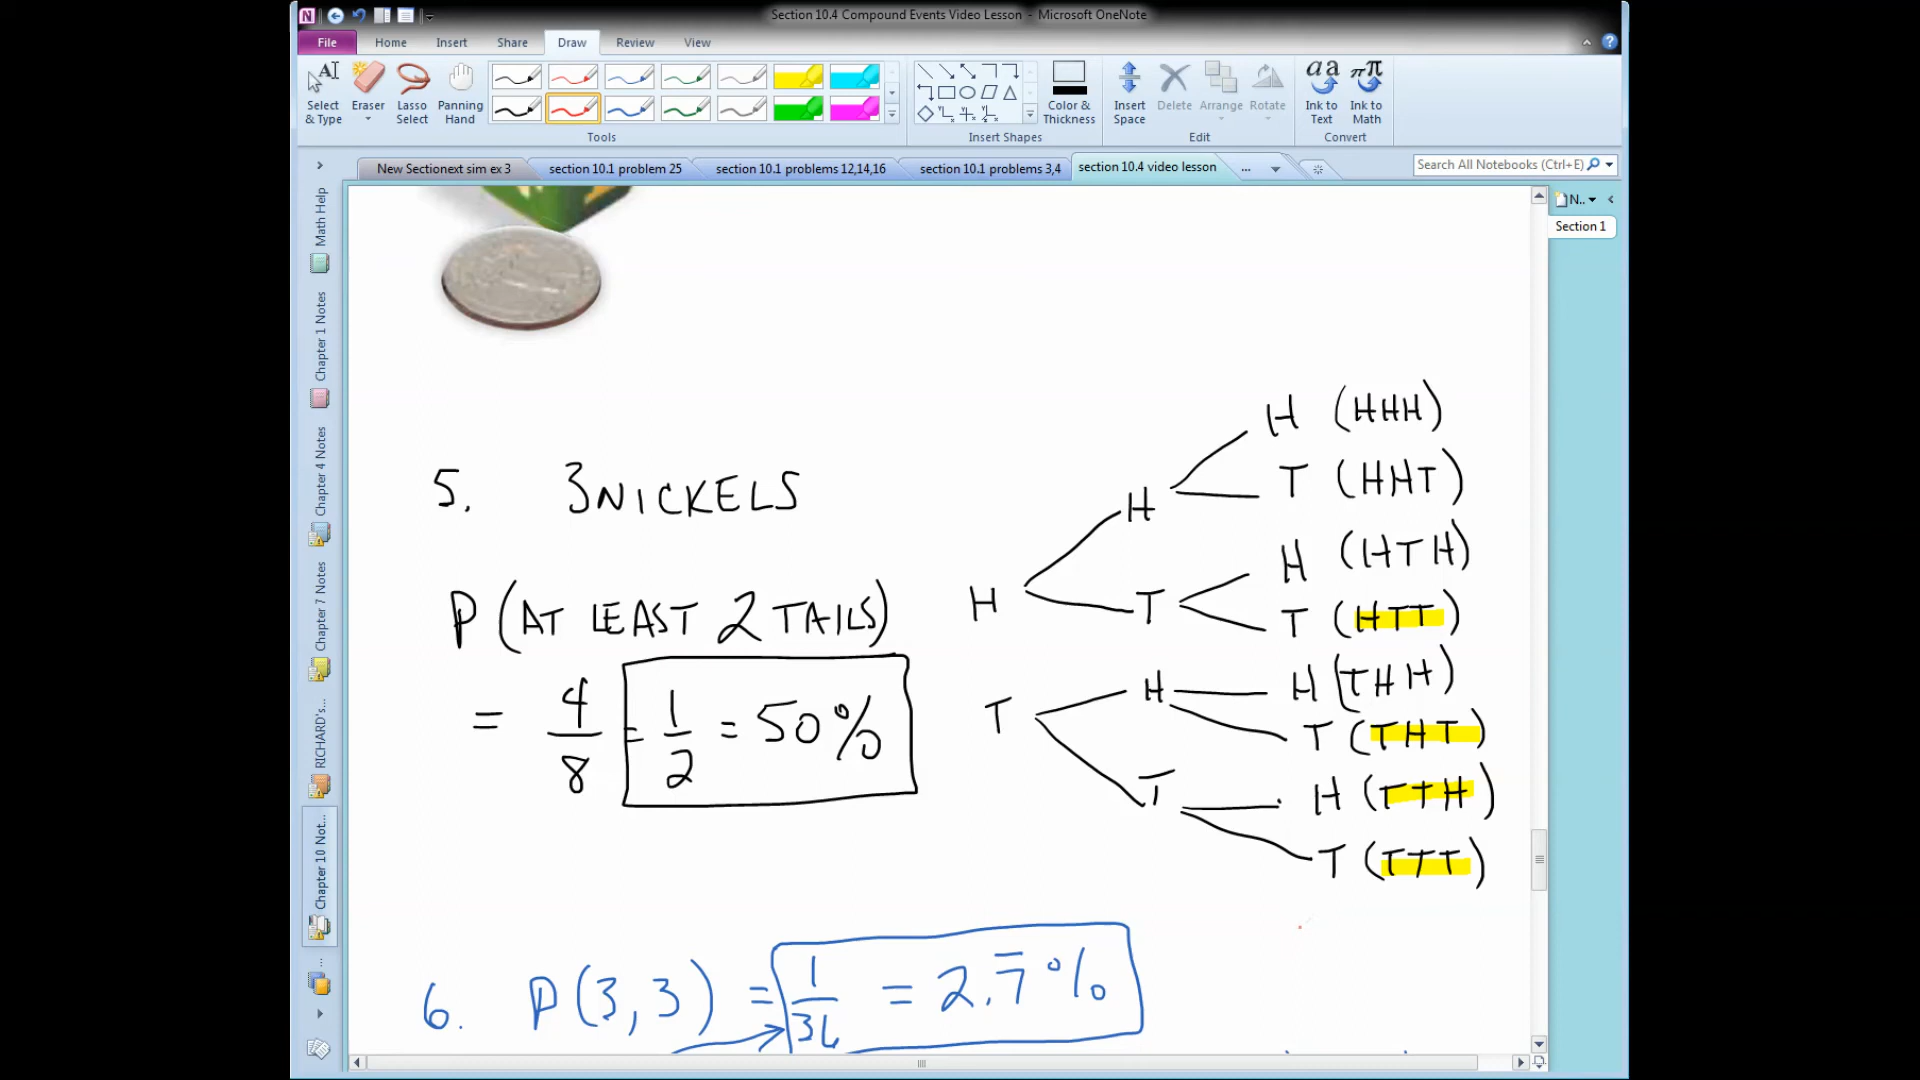 Section 10.4 Compound Events Video Lesson - Microsoft OneNote
File Home Insert Share Draw Review View
Select & Type
Eraser
Lasso Select
Panning Hand
Color & Thickness
Insert Space
Delete
Arrange
Rotate
Ink to Text
Ink to Math
Tools
Insert Shapes
Edit
Convert
New Sectionext sim ex 3
section 10.1 problem 25
section 10.1 problems 12,14,16
section 10.1 problems 3,4
section 10.4 video lesson
...
Search All Notebooks (Ctrl+E)
N..
Section 1
Math Help
Chapter 1 Notes
Chapter 4 Notes
Chapter 7 Notes
RICHARD's...
Chapter 10 Not...
5. 3 NICKELS
P (AT LEAST 2 TAILS)
= 4/8 = 1/2 = 50%
H H H (HHH)
T (HHT)
T H (HTH)
T (HTT)
T H H (THH)
T (THT)
T H (TTH)
T (TTT)
6. P(3,3) = 1/36 = 2.7̅%